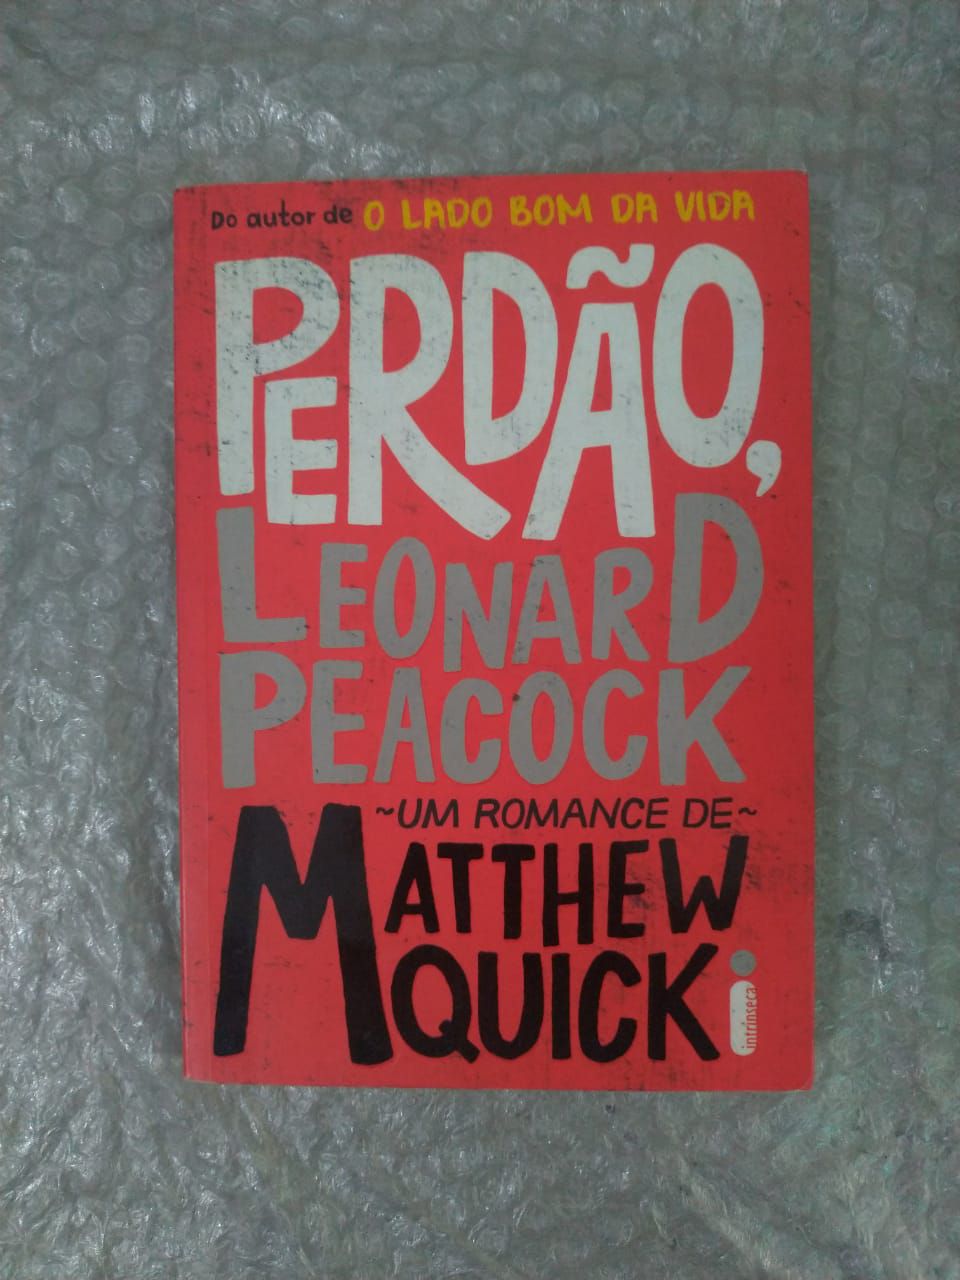 Do autor de O LADO BOM DA VIDA
PERDÃO,
LEONARD
PEACOCK
~UM ROMANCE DE~
MATTHEW
QUICK
intrínseca